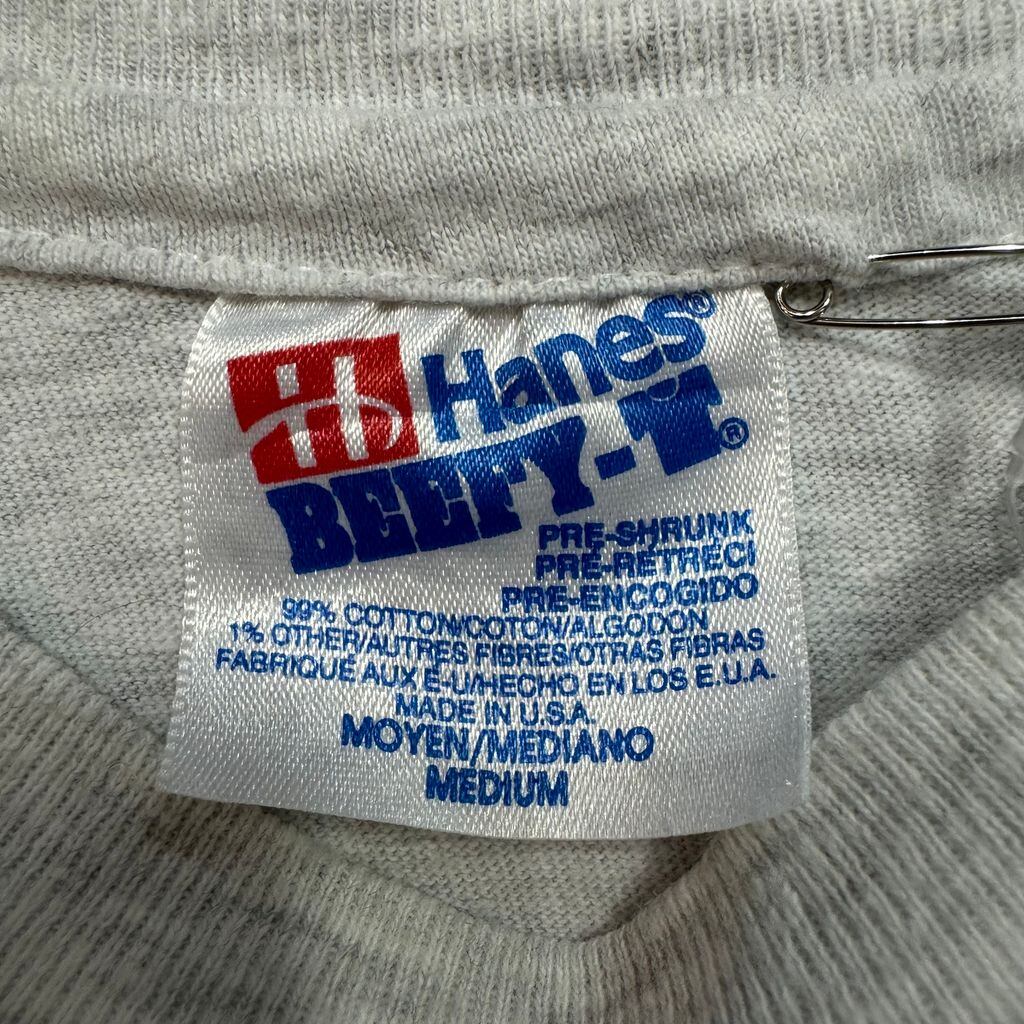 Hanes®
BEEFY-T®
PRE-SHRUNK
PRÉ-RÉTRÉCI
PRE-ENCOGIDO
99% COTTON/COTON/ALGODON
1% OTHER/AUTRES FIBRES/OTRAS FIBRAS
FABRIQUÉ AUX E-U/HECHO EN LOS E.U.A.
MADE IN U.S.A.
MOYEN/MEDIANO
MEDIUM